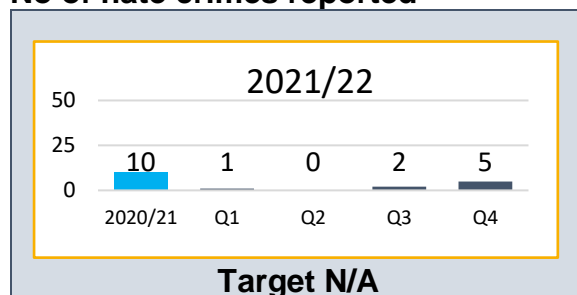 No of hate crimes reported
2021/22
50
25
0
10 1 0 2 5
2020/21 Q1 Q2 Q3 Q4
Target N/A